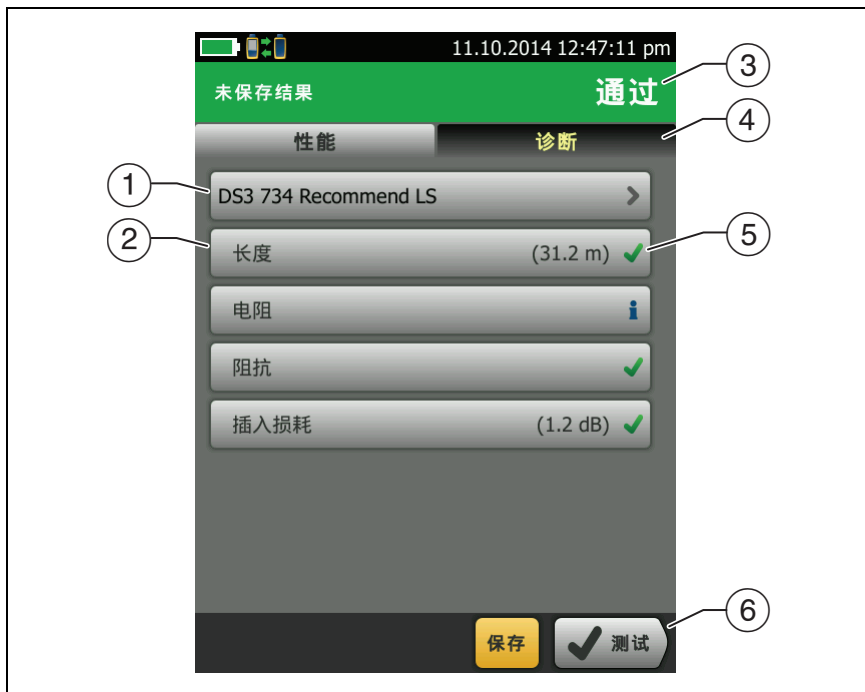 11.10.2014 12:47:11 pm
未保存结果 通过
性能 诊断
DS3 734 Recommend LS
长度 (31.2 m)
电阻
阻抗
插入损耗 (1.2 dB)
保存 测试
1
2
3
4
5
6